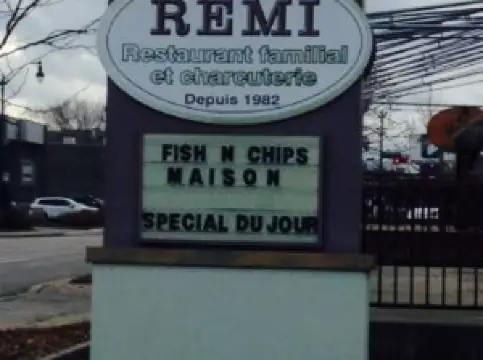 REMI
Restaurant familial
et charcuterie
Depuis 1982
FISH N CHIPS
MAISON
SPECIAL DU JOUR